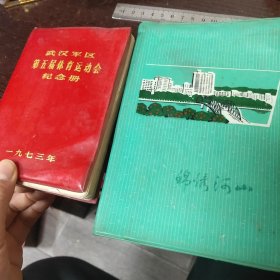 武汉军区
第五届体育运动会
纪念册
一九七三年
锦绣河山